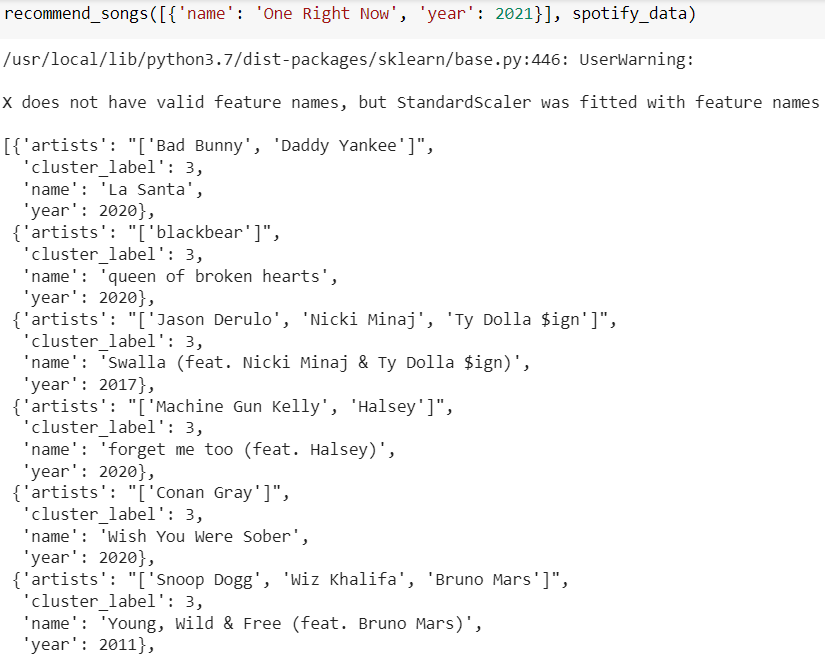 recommend_songs([{'name': 'One Right Now', 'year': 2021}], spotify_data)
/usr/local/lib/python3.7/dist-packages/sklearn/base.py:446: UserWarning:
X does not have valid feature names, but StandardScaler was fitted with feature names
[{'artists': "['Bad Bunny', 'Daddy Yankee']",
'cluster_label': 3,
'name': 'La Santa',
'year': 2020},
{'artists': "['blackbear']",
'cluster_label': 3,
'name': 'queen of broken hearts',
'year': 2020},
{'artists': "['Jason Derulo', 'Nicki Minaj', 'Ty Dolla $ign']",
'cluster_label': 3,
'name': 'Swalla (feat. Nicki Minaj & Ty Dolla $ign)',
'year': 2017},
{'artists': "['Machine Gun Kelly', 'Halsey']",
'cluster_label': 3,
'name': 'forget me too (feat. Halsey)',
'year': 2020},
{'artists': "['Conan Gray']",
'cluster_label': 3,
'name': 'Wish You Were Sober',
'year': 2020},
{'artists': "['Snoop Dogg', 'Wiz Khalifa', 'Bruno Mars']",
'cluster_label': 3,
'name': 'Young, Wild & Free (feat. Bruno Mars)',
'year': 2011},